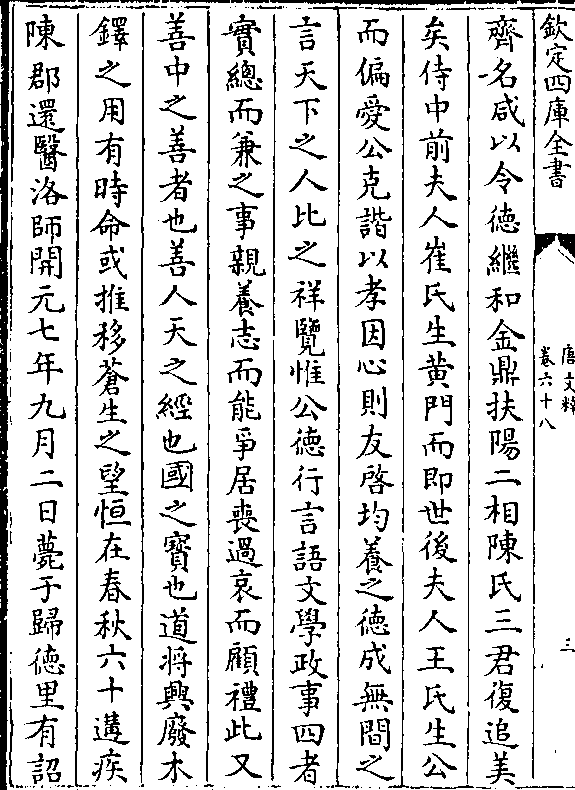 欽定四庫全書
唐文粹
卷六十八
三
齊名咸以令德繼和金鼎扶陽二相陳氏三君復追美
矣侍中前夫人崔氏生黄門而即世後夫人王氏生公
而偏愛公克諧以孝因心則友啓均養之德成無間之
言天下之人比之祥覽惟公德行言語文學政事四者
實總而兼之事親養志而能爭居喪過哀而顧禮此又
善中之善者也善人天之經也國之寳也道将興廢木
鐸之用有時命或推移蒼生之望恒在春秋六十遘疾
陳郡還醫洛師開元七年九月二日薨于歸德里有詔